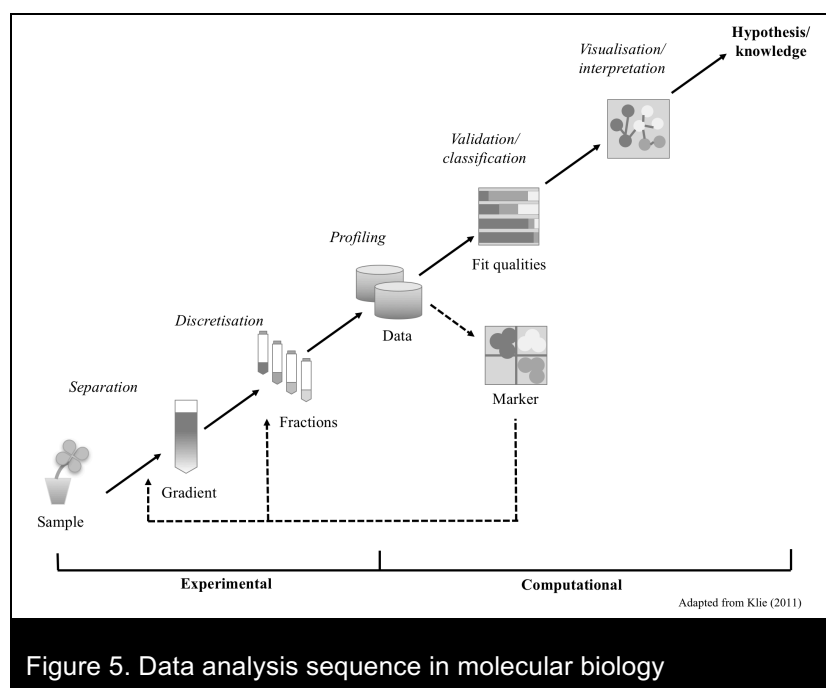 Hypothesis/
knowledge
Visualisation/
interpretation
Validation/
classification
Fit qualities
Profiling
Data
Marker
Discretisation
Fractions
Separation
Gradient
Sample
Experimental
Computational
Adapted from Klie (2011)
Figure 5. Data analysis sequence in molecular biology